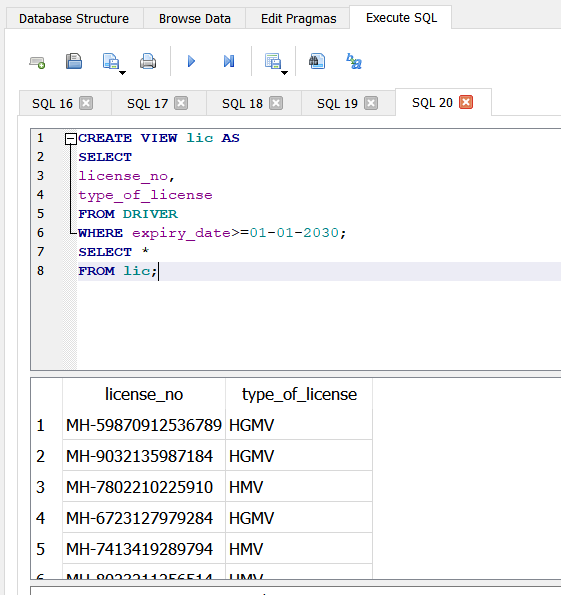 Database Structure Browse Data Edit Pragmas Execute SQL
SQL 16 SQL 17 SQL 18 SQL 19 SQL 20
1 CREATE VIEW lic AS
2 SELECT
3 license_no,
4 type_of_license
5 FROM DRIVER
6 WHERE expiry_date>=01-01-2030;
7 SELECT *
8 FROM lic;
license_no type_of_license
1 MH-59870912536789 HGMV
2 MH-9032135987184 HGMV
3 MH-7802210225910 HMV
4 MH-6723127979284 HGMV
5 MH-7413419289794 HMV
6 HMV